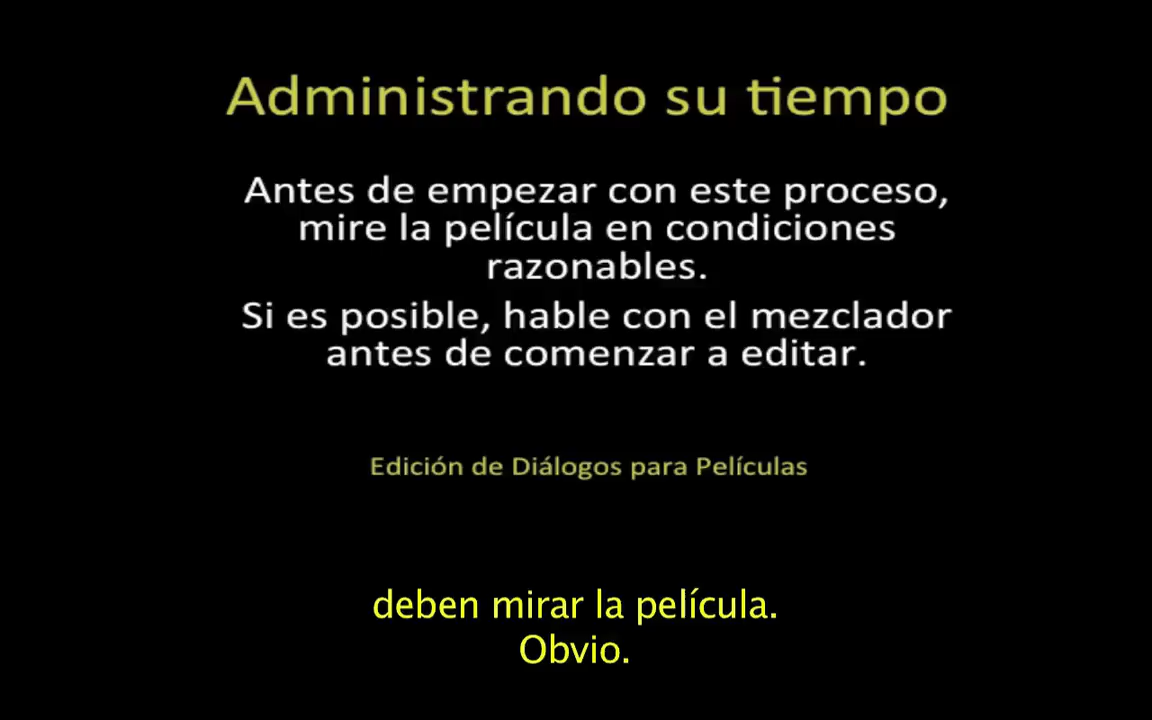 Administrando su tiempo
Antes de empezar con este proceso,
mire la película en condiciones
razonables.
Si es posible, hable con el mezclador
antes de comenzar a editar.
Edición de Diálogos para Películas
deben mirar la película.
Obvio.